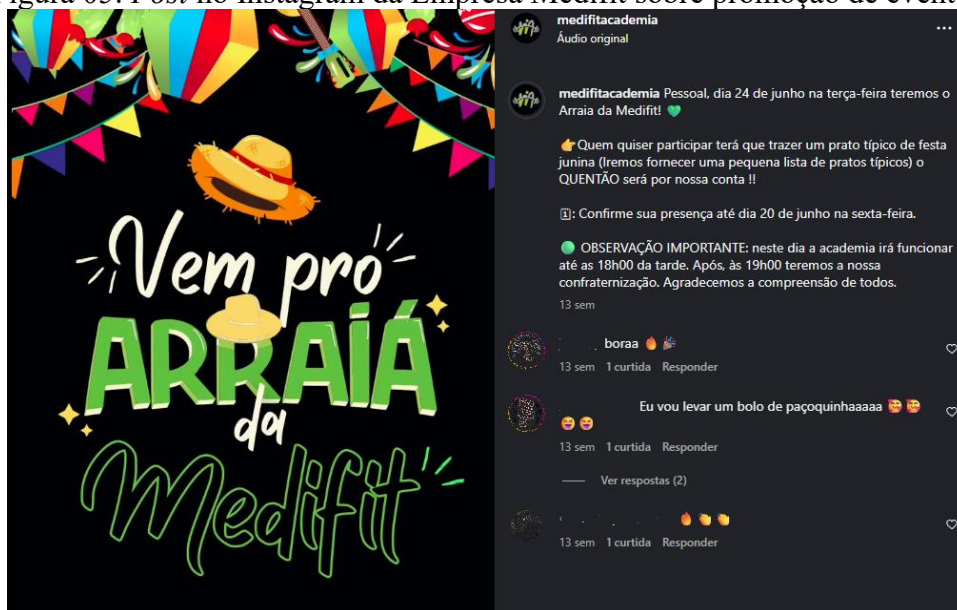 igura 05: Post no Instagram da Empresa Medifit sobre promoção de event
Vem pro
ARRAIÁ
da
Medifit
medifitacademia
Áudio original
medifitacademia Pessoal, dia 24 de junho na terça-feira teremos o
Arraia da Medifit! 💚
👉Quem quiser participar terá que trazer um prato típico de festa
junina (Iremos fornecer uma pequena lista de pratos típicos) o
QUENTÃO será por nossa conta !!
🗓: Confirme sua presença até dia 20 de junho na sexta-feira.
🟢 OBSERVAÇÃO IMPORTANTE: neste dia a academia irá funcionar
até as 18h00 da tarde. Após, às 19h00 teremos a nossa
confraternização. Agradecemos a compreensão de todos.
13 sem
boraa 🔥 🎉
13 sem 1 curtida Responder
Eu vou levar um bolo de paçoquinhaaaaa 🥰 🥰
😝 😝
13 sem 1 curtida Responder
Ver respostas (2)
🔥 👏 👏
13 sem 1 curtida Responder